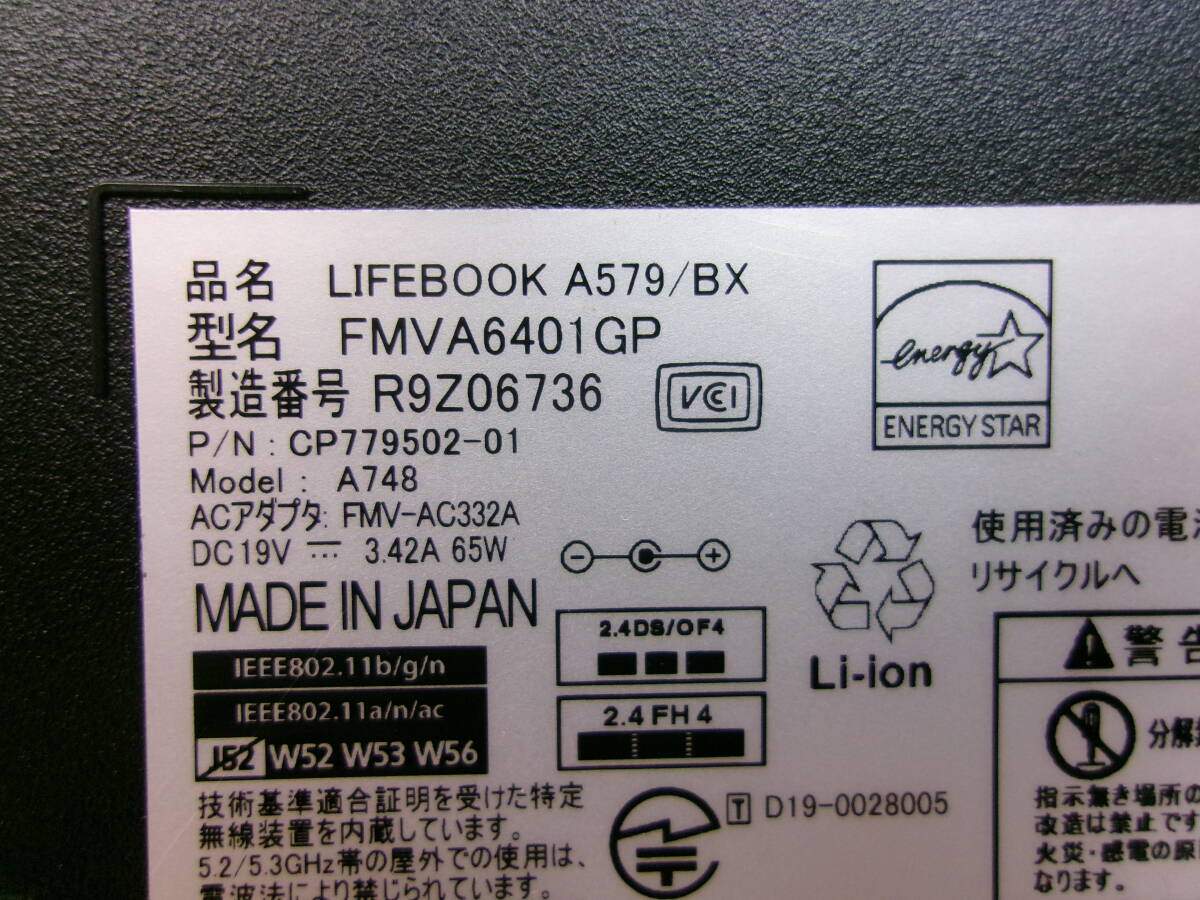 品名 LIFEBOOK A579/BX
型名 FMVA6401GP
製造番号 R9Z06736
VCI
P/N : CP779502-01
Model : A748
ACアダプタ: FMV-AC332A
DC19V 3.42A 65W
MADE IN JAPAN
energy
ENERGY STAR
使用済みの電池
リサイクルへ
Li-ion
IEEE802.11b/g/n
IEEE802.11a/n/ac
J52 W52 W53 W56
2.4DS/OF4
2.4FH4
技術基準適合証明を受けた特定
無線装置を内蔵しています。
5.2/5.3GHz帯の屋外での使用は、
電波法により禁じられています。
T D19-0028005
警告
分解
指示無き場所の
改造は禁止です
火災・感電の原
なります。